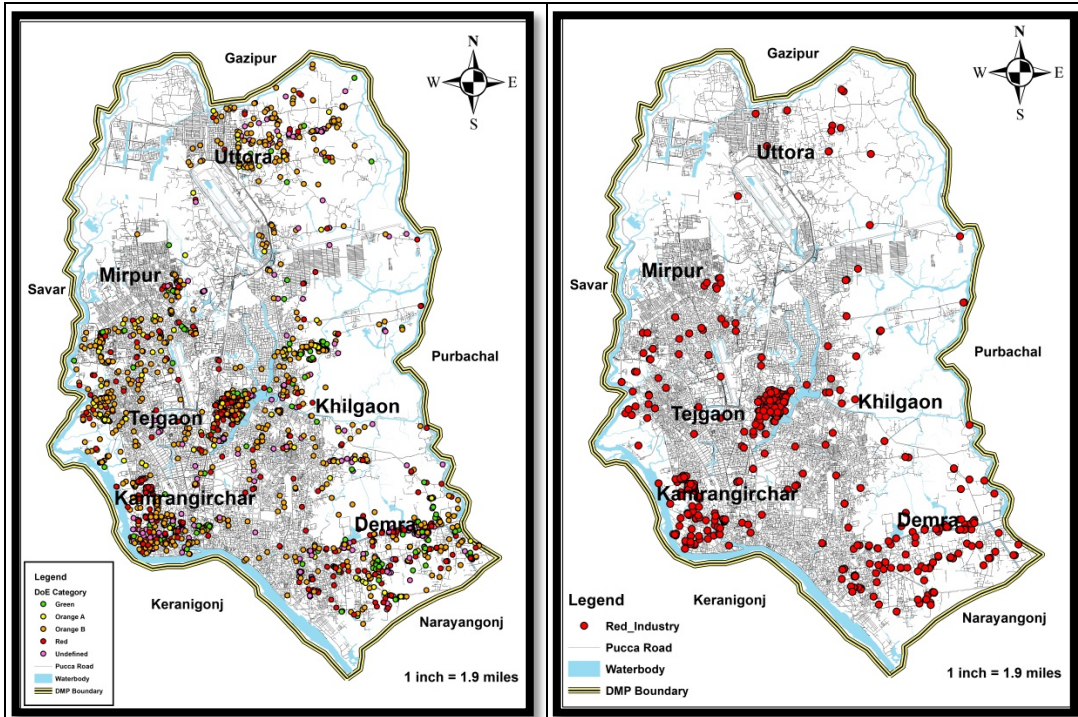 Gazipur
N
W
E
S
Uttora
Mirpur
Savar
Purbachal
Tejgaon
Khilgaon
Kamrangirchar
Demra
Legend
DoE Category
Green
Orange A
Orange B
Red
Undefined
Pucca Road
Waterbody
DMP Boundary
Keranigonj
Narayangonj
1 inch = 1.9 miles
Gazipur
N
W
E
S
Uttora
Mirpur
Savar
Purbachal
Tejgaon
Khilgaon
Kamrangirchar
Demra
Keranigonj
Legend
Red_Industry
Pucca Road
Waterbody
DMP Boundary
Narayangonj
1 inch = 1.9 miles